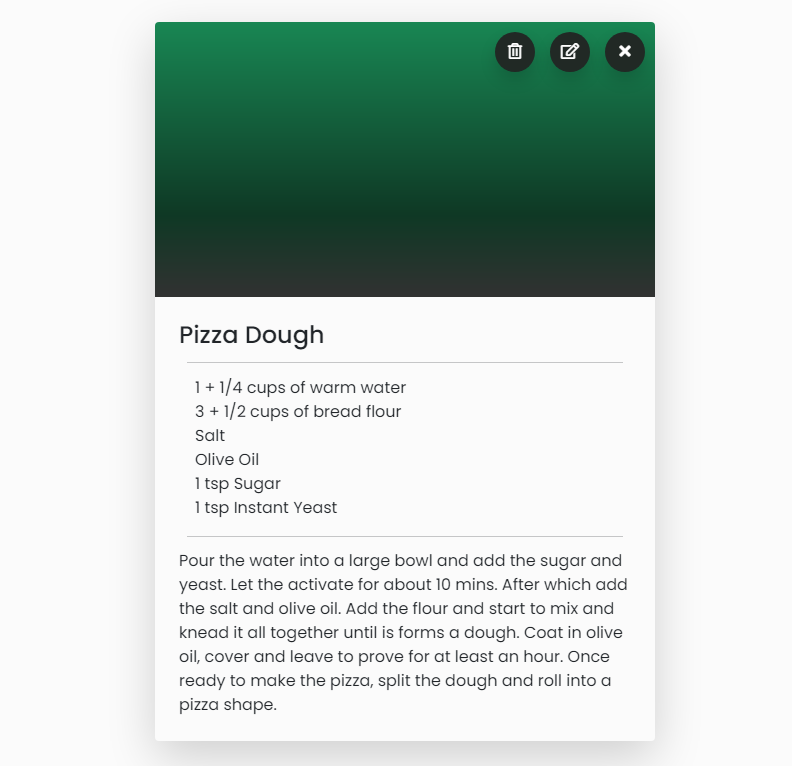 Pizza Dough
1 + 1/4 cups of warm water
3 + 1/2 cups of bread flour
Salt
Olive Oil
1 tsp Sugar
1 tsp Instant Yeast
Pour the water into a large bowl and add the sugar and
yeast. Let the activate for about 10 mins. After which add
the salt and olive oil. Add the flour and start to mix and
knead it all together until is forms a dough. Coat in olive
oil, cover and leave to prove for at least an hour. Once
ready to make the pizza, split the dough and roll into a
pizza shape.